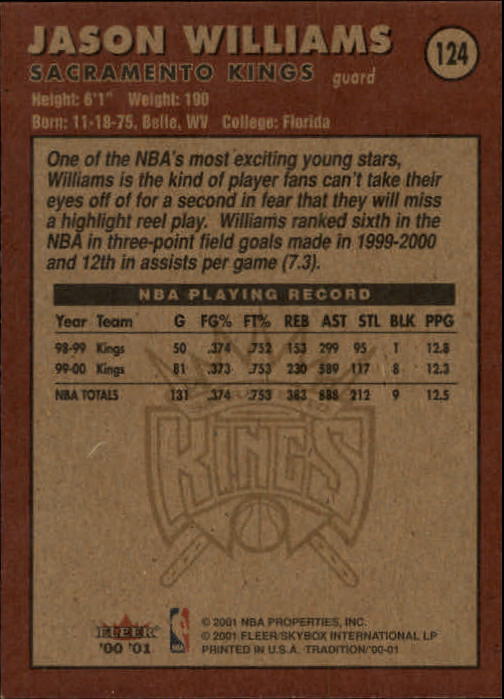 JASON WILLIAMS
124
SACRAMENTO KINGS guard
Height: 6'1" Weight: 190
Born: 11-18-75, Belle, WV College: Florida
One of the NBA's most exciting young stars,
Williams is the kind of player fans can't take their
eyes off of for a second in fear that they will miss
a highlight reel play. Williams ranked sixth in the
NBA in three-point field goals made in 1999-2000
and 12th in assists per game (7.3).
NBA PLAYING RECORD
Year Team G FG% FT% REB AST STL BLK PPG
98-99 Kings 50 .374 .752 153 299 95 1 12.8
99-00 Kings 81 .373 .753 230 589 117 8 12.3
NBA TOTALS 131 .374 .753 383 888 212 9 12.5
KINGS
FLEER
'00 '01
NBA
© 2001 NBA PROPERTIES, INC.
© 2001 FLEER/SKYBOX INTERNATIONAL LP
PRINTED IN U.S.A. TRADITION/'00-01